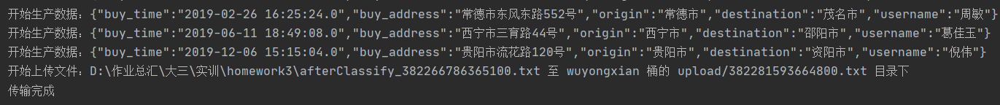 开始生产数据：{"buy_time":"2019-02-26 16:25:24.0","buy_address":"常德市东风东路552号","origin":"常德市","destination":"茂名市","username":"周敏"}
开始生产数据：{"buy_time":"2019-06-11 18:49:08.0","buy_address":"西宁市三育路44号","origin":"西宁市","destination":"邵阳市","username":"葛佳玉"}
开始生产数据：{"buy_time":"2019-12-06 15:15:04.0","buy_address":"贵阳市流花路120号","origin":"贵阳市","destination":"资阳市","username":"倪伟"}
开始上传文件：D:\作业总汇\大三\实训\homework3\afterClassify_382266786365100.txt 至 wuyongxian 桶的 upload/382281593664800.txt 目录下
传输完成